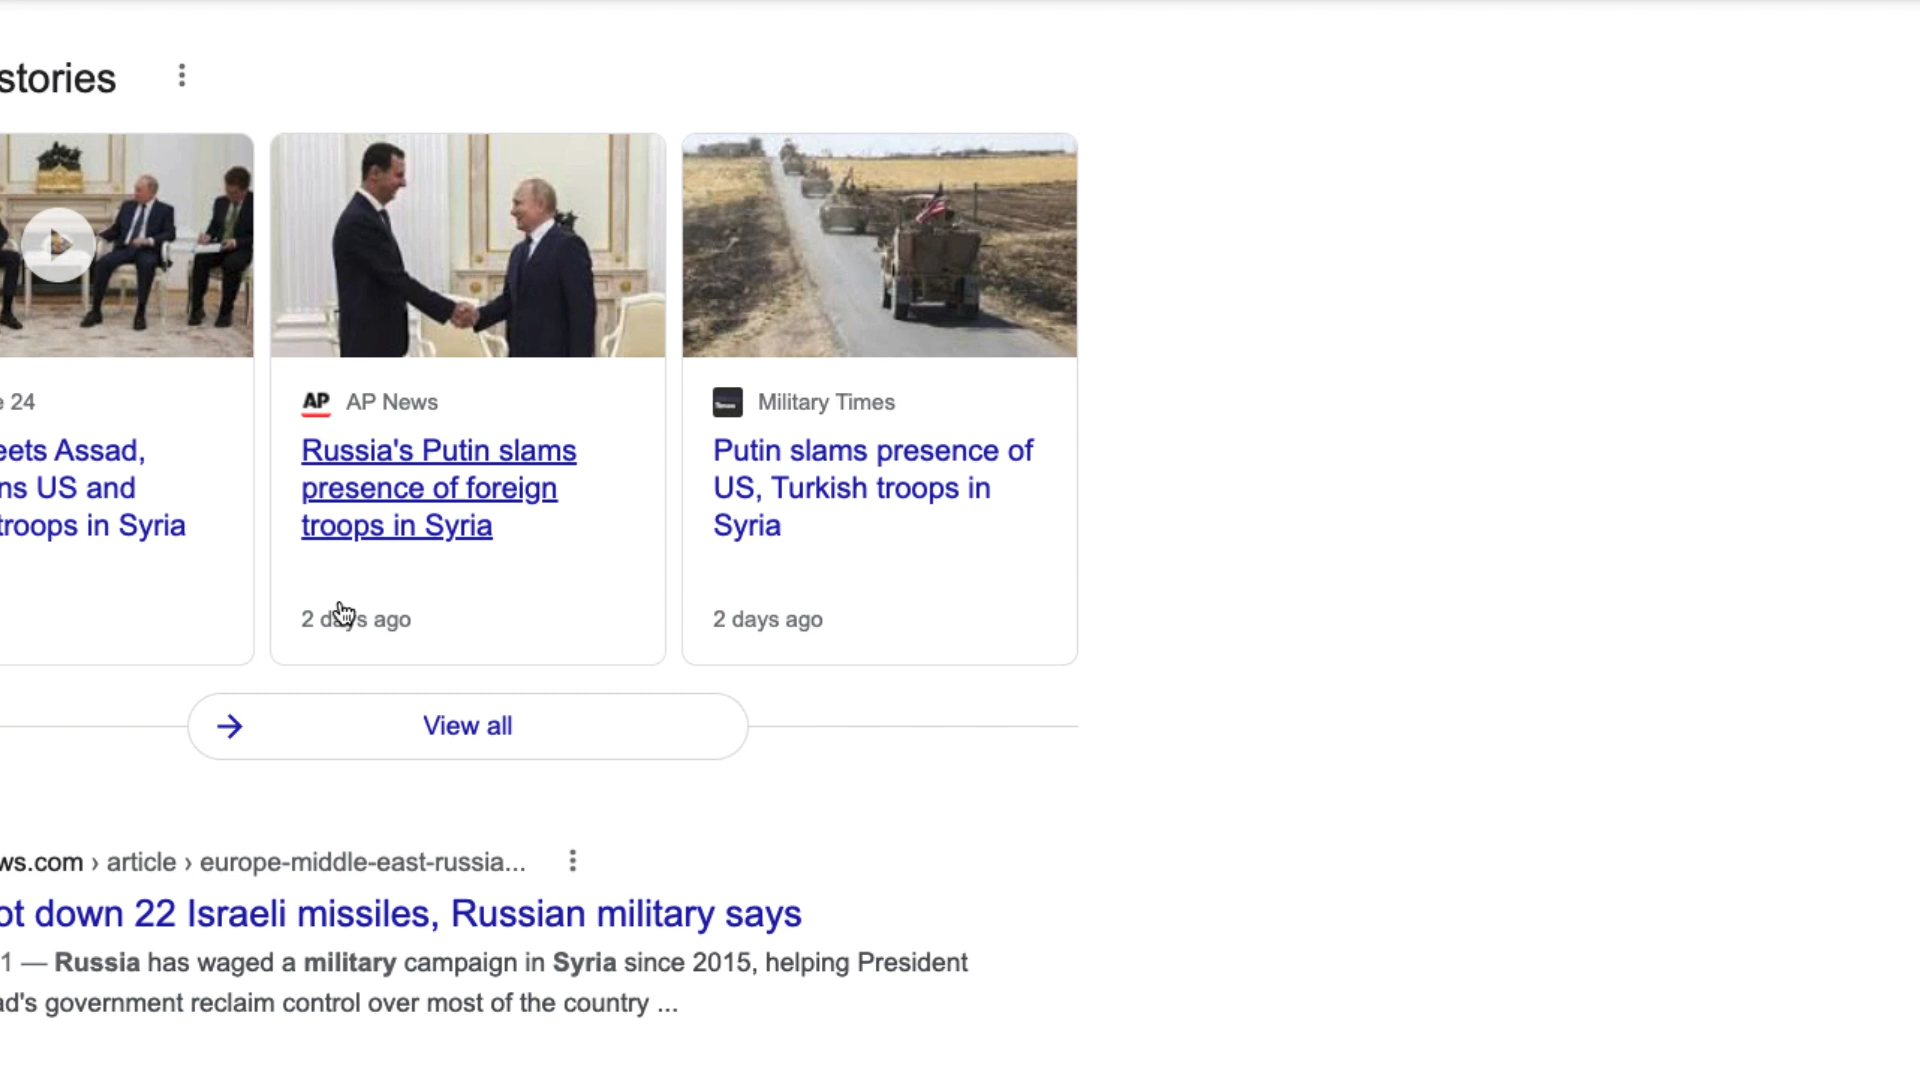 stories
e 24
eets Assad,
ns US and
troops in Syria
AP AP News
Russia's Putin slams
presence of foreign
troops in Syria
2 days ago
Military Times
Putin slams presence of
US, Turkish troops in
Syria
2 days ago
View all
ws.com › article › europe-middle-east-russia...
ot down 22 Israeli missiles, Russian military says
1 — Russia has waged a military campaign in Syria since 2015, helping President
ad's government reclaim control over most of the country ...